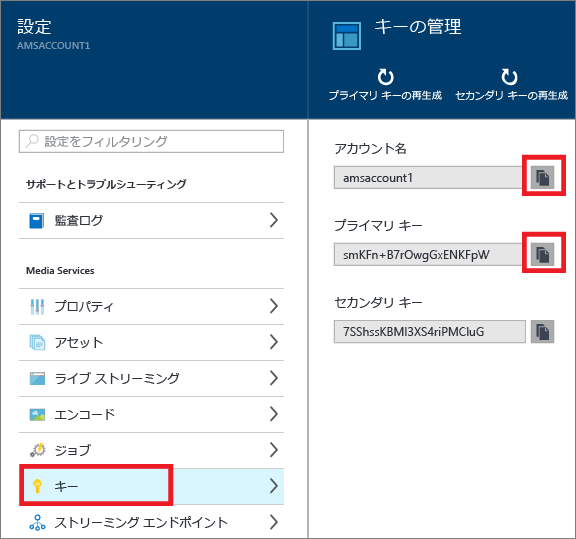 設定
AMSACCOUNT1
設定をフィルタリング
サポートとトラブルシューティング
監査ログ
Media Services
プロパティ
アセット
ライブ ストリーミング
エンコード
ジョブ
キー
ストリーミング エンドポイント
キーの管理
プライマリ キーの再生成
セカンダリ キーの再生成
アカウント名
amsaccount1
プライマリ キー
smKFn+B7rOwgGxENKFpW
セカンダリ キー
7SShssKBMI3XS4riPMCluG